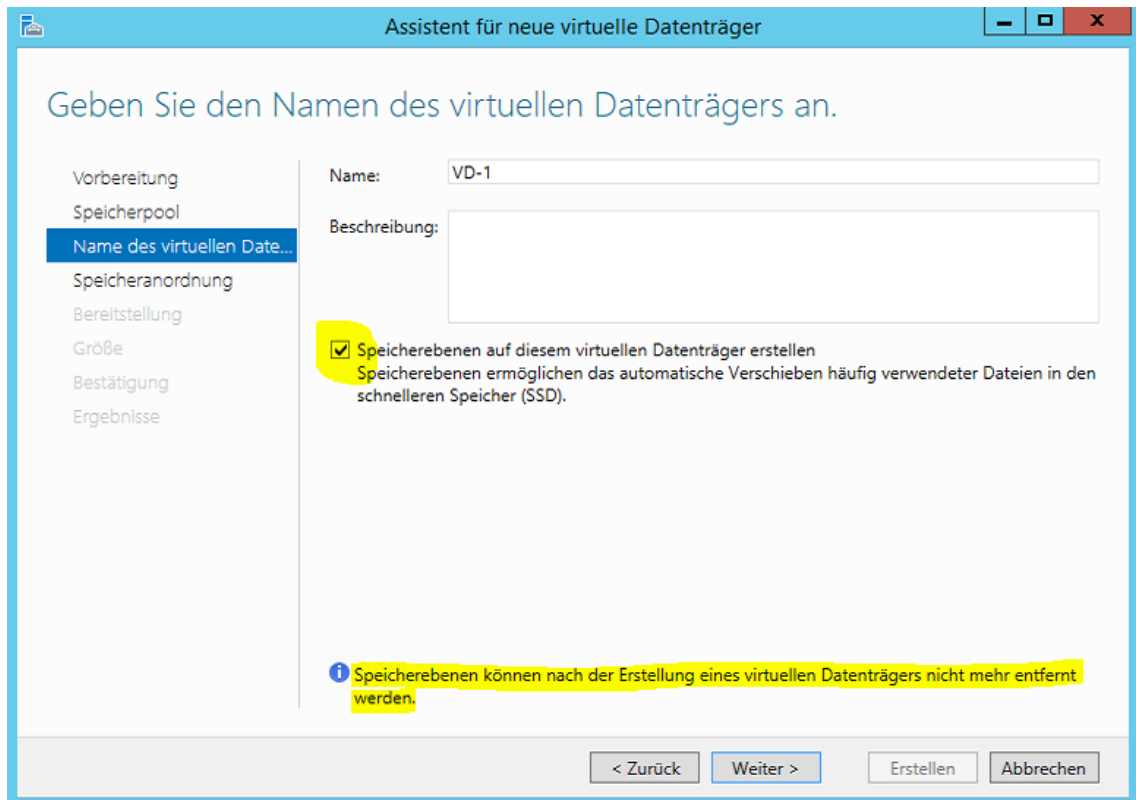 Assistent für neue virtuelle Datenträger
Geben Sie den Namen des virtuellen Datenträgers an.
Vorbereitung
Speicherpool
Name des virtuellen Date...
Speicheranordnung
Bereitstellung
Größe
Bestätigung
Ergebnisse
Name:
VD-1
Beschreibung:
Speicherebenen auf diesem virtuellen Datenträger erstellen
Speicherebenen ermöglichen das automatische Verschieben häufig verwendeter Dateien in den
schnelleren Speicher (SSD).
Speicherebenen können nach der Erstellung eines virtuellen Datenträgers nicht mehr entfernt
werden.
< Zurück
Weiter >
Erstellen
Abbrechen